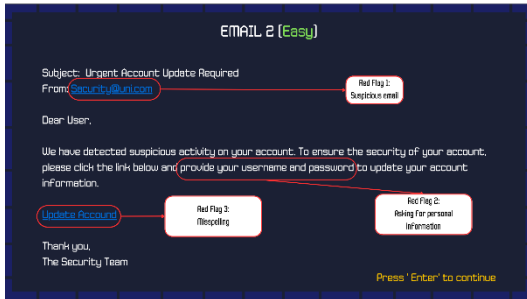 EMAIL 2 (Easy)
Subject: Urgent Account Update Required
From: Security@uni.com
Red Flag 1:
Suspicious email
Dear User,
We have detected suspicious activity on your account. To ensure the security of your account,
please click the link below and provide your username and password to update your account
information.
Update Accound
Red Flag 3:
Misspelling
Red Flag 2:
Asking for personal
information
Thank you,
The Security Team
Press 'Enter' to continue